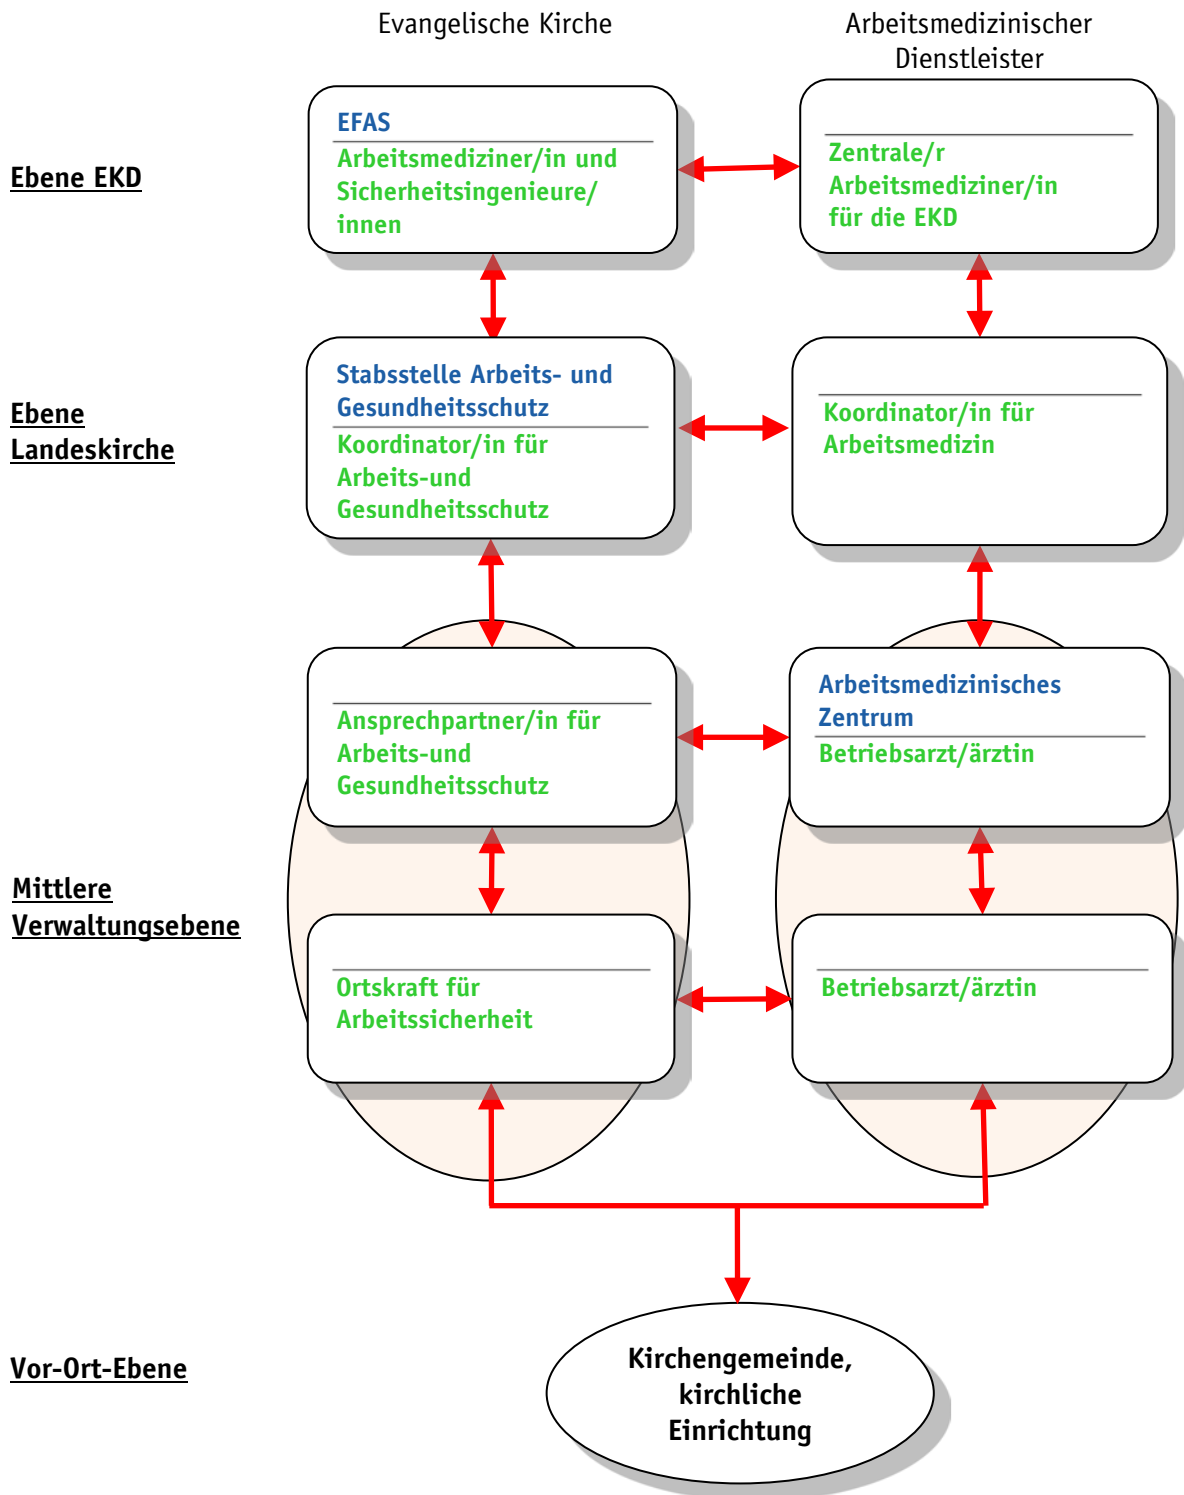 Evangelische Kirche
Arbeitsmedizinischer
Dienstleister
Ebene EKD
EFAS
Arbeitsmediziner/in und
Sicherheitsingenieure/
innen
Zentrale/r
Arbeitsmediziner/in
für die EKD
Ebene
Landeskirche
Stabsstelle Arbeits- und
Gesundheitsschutz
Koordinator/in für
Arbeits-und
Gesundheitsschutz
Koordinator/in für
Arbeitsmedizin
Mittlere
Verwaltungsebene
Ansprechpartner/in für
Arbeits-und
Gesundheitsschutz
Arbeitsmedizinisches
Zentrum
Betriebsarzt/ärztin
Ortskraft für
Arbeitssicherheit
Betriebsarzt/ärztin
Vor-Ort-Ebene
Kirchengemeinde,
kirchliche
Einrichtung